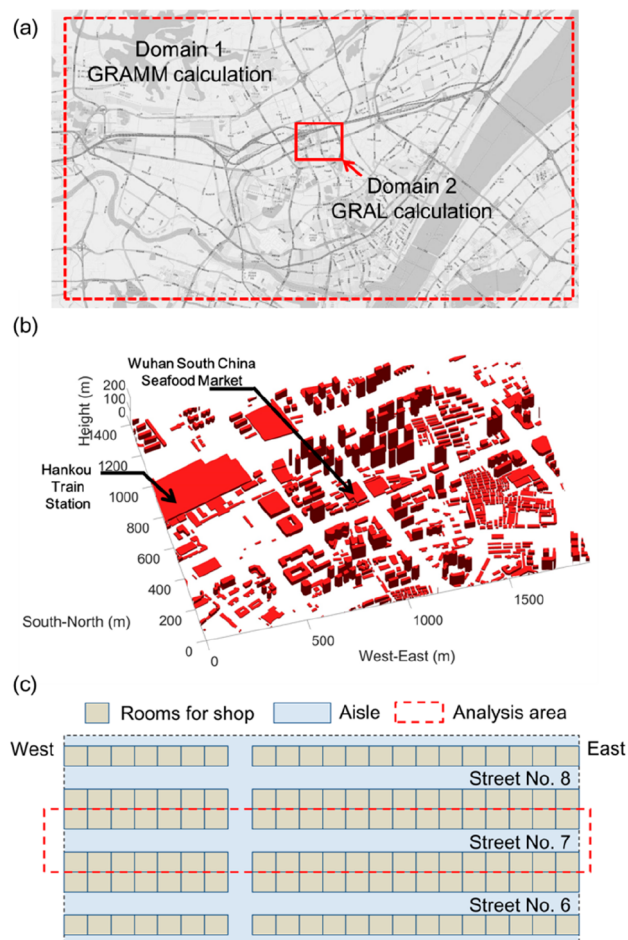 (a)
Domain 1
GRAMM calculation
Domain 2
GRAL calculation
(b)
Wuhan South China
Seafood Market
Height (m)
200
100
0
1400
1200
1000
800
600
400
200
0
Hankou
Train
Station
South-North (m)
0
500
1000
1500
West-East (m)
(c)
Rooms for shop
Aisle
Analysis area
West
East
Street No. 8
Street No. 7
Street No. 6